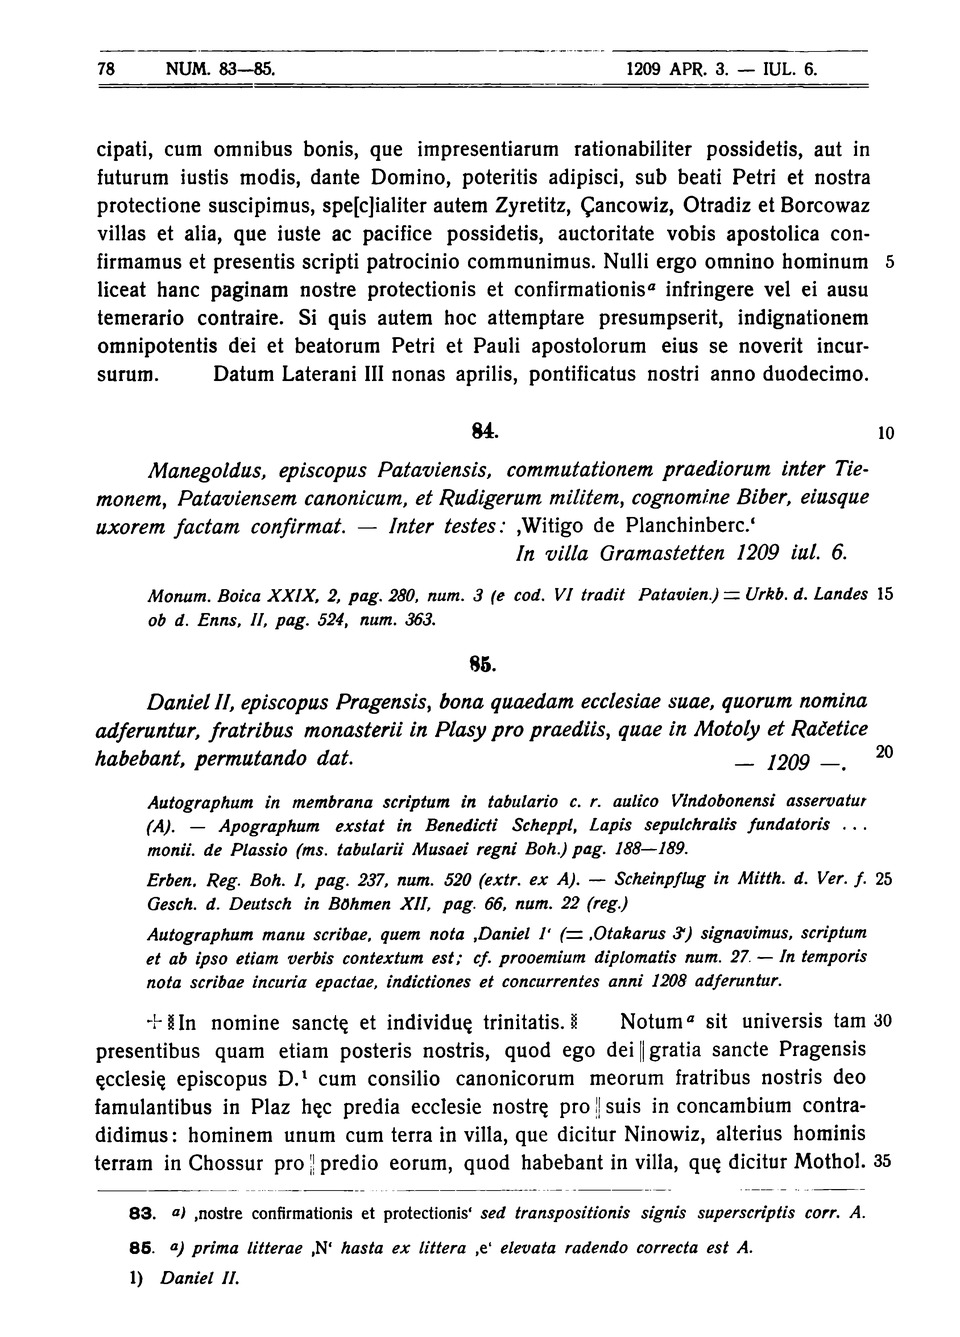 78 NUM. 83—85. 1209 APR. 3. — IUL. 6.
cipati, cum omnibus bonis, que impresentiarum rationabiliter possidetis, aut in
futurum iustis modis, dante Domino, poteritis adipisci, sub beati Petri et nostra
protectione suscipimus, spe[c]ialiter autem Zyretitz, Çancowiz, Otradiz et Borcowaz
villas et alia, que iuste ac pacifice possidetis, auctoritate vobis apostolica con-
firmamus et presentis scripti patrocinio communimus. Nulli ergo omnino hominum 5
liceat hanc paginam nostre protectionis et confirmationisᵃ infringere vel ei ausu
temerario contraire. Si quis autem hoc attemptare presumpserit, indignationem
omnipotentis dei et beatorum Petri et Pauli apostolorum eius se noverit incur-
surum. Datum Laterani III nonas aprilis, pontificatus nostri anno duodecimo.
84. 10
Manegoldus, episcopus Pataviensis, commutationem praediorum inter Tie-
monem, Pataviensem canonicum, et Rudigerum militem, cognomine Biber, eiusque
uxorem factam confirmat. — Inter testes: ‚Witigo de Planchinberc.‘
In villa Gramastetten 1209 iul. 6.
Monum. Boica XXIX, 2, pag. 280, num. 3 (e cod. VI tradit Patavien.) = Urkb. d. Landes 15
ob d. Enns, II, pag. 524, num. 363.
85.
Daniel II, episcopus Pragensis, bona quaedam ecclesiae suae, quorum nomina
adferuntur, fratribus monasterii in Plasy pro praediis, quae in Motoly et Račetice
habebant, permutando dat. — 1209 —. 20
Autographum in membrana scriptum in tabulario c. r. aulico Vindobonensi asservatur
(A). — Apographum exstat in Benedicti Scheppl, Lapis sepulchralis fundatoris ...
monii. de Plassio (ms. tabularii Musaei regni Boh.) pag. 188—189.
Erben, Reg. Boh. I, pag. 237, num. 520 (extr. ex A). — Scheinpflug in Mitth. d. Ver. f. 25
Gesch. d. Deutsch in Böhmen XII, pag. 66, num. 22 (reg.)
Autographum manu scribae, quem nota ‚Daniel 1‘ (= ‚Otakarus 3‘) signavimus, scriptum
et ab ipso etiam verbis contextum est; cf. prooemium diplomatis num. 27. — In temporis
nota scribae incuria epactae, indictiones et concurrentes anni 1208 adferuntur.
+ ⁞In nomine sanctę et individuę trinitatis.⁞ Notumᵃ sit universis tam 30
presentibus quam etiam posteris nostris, quod ego dei || gratia sancte Pragensis
ęcclesię episcopus D.¹ cum consilio canonicorum meorum fratribus nostris deo
famulantibus in Plaz hęc predia ecclesie nostrę pro || suis in concambium contra-
didimus: hominem unum cum terra in villa, que dicitur Ninowiz, alterius hominis
terram in Chossur pro || predio eorum, quod habebant in villa, quę dicitur Mothol. 35
83. a) ‚nostre confirmationis et protectionis‘ sed transpositionis signis superscriptis corr. A.
85. a) prima litterae ‚N‘ hasta ex littera ‚e‘ elevata radendo correcta est A.
1) Daniel II.